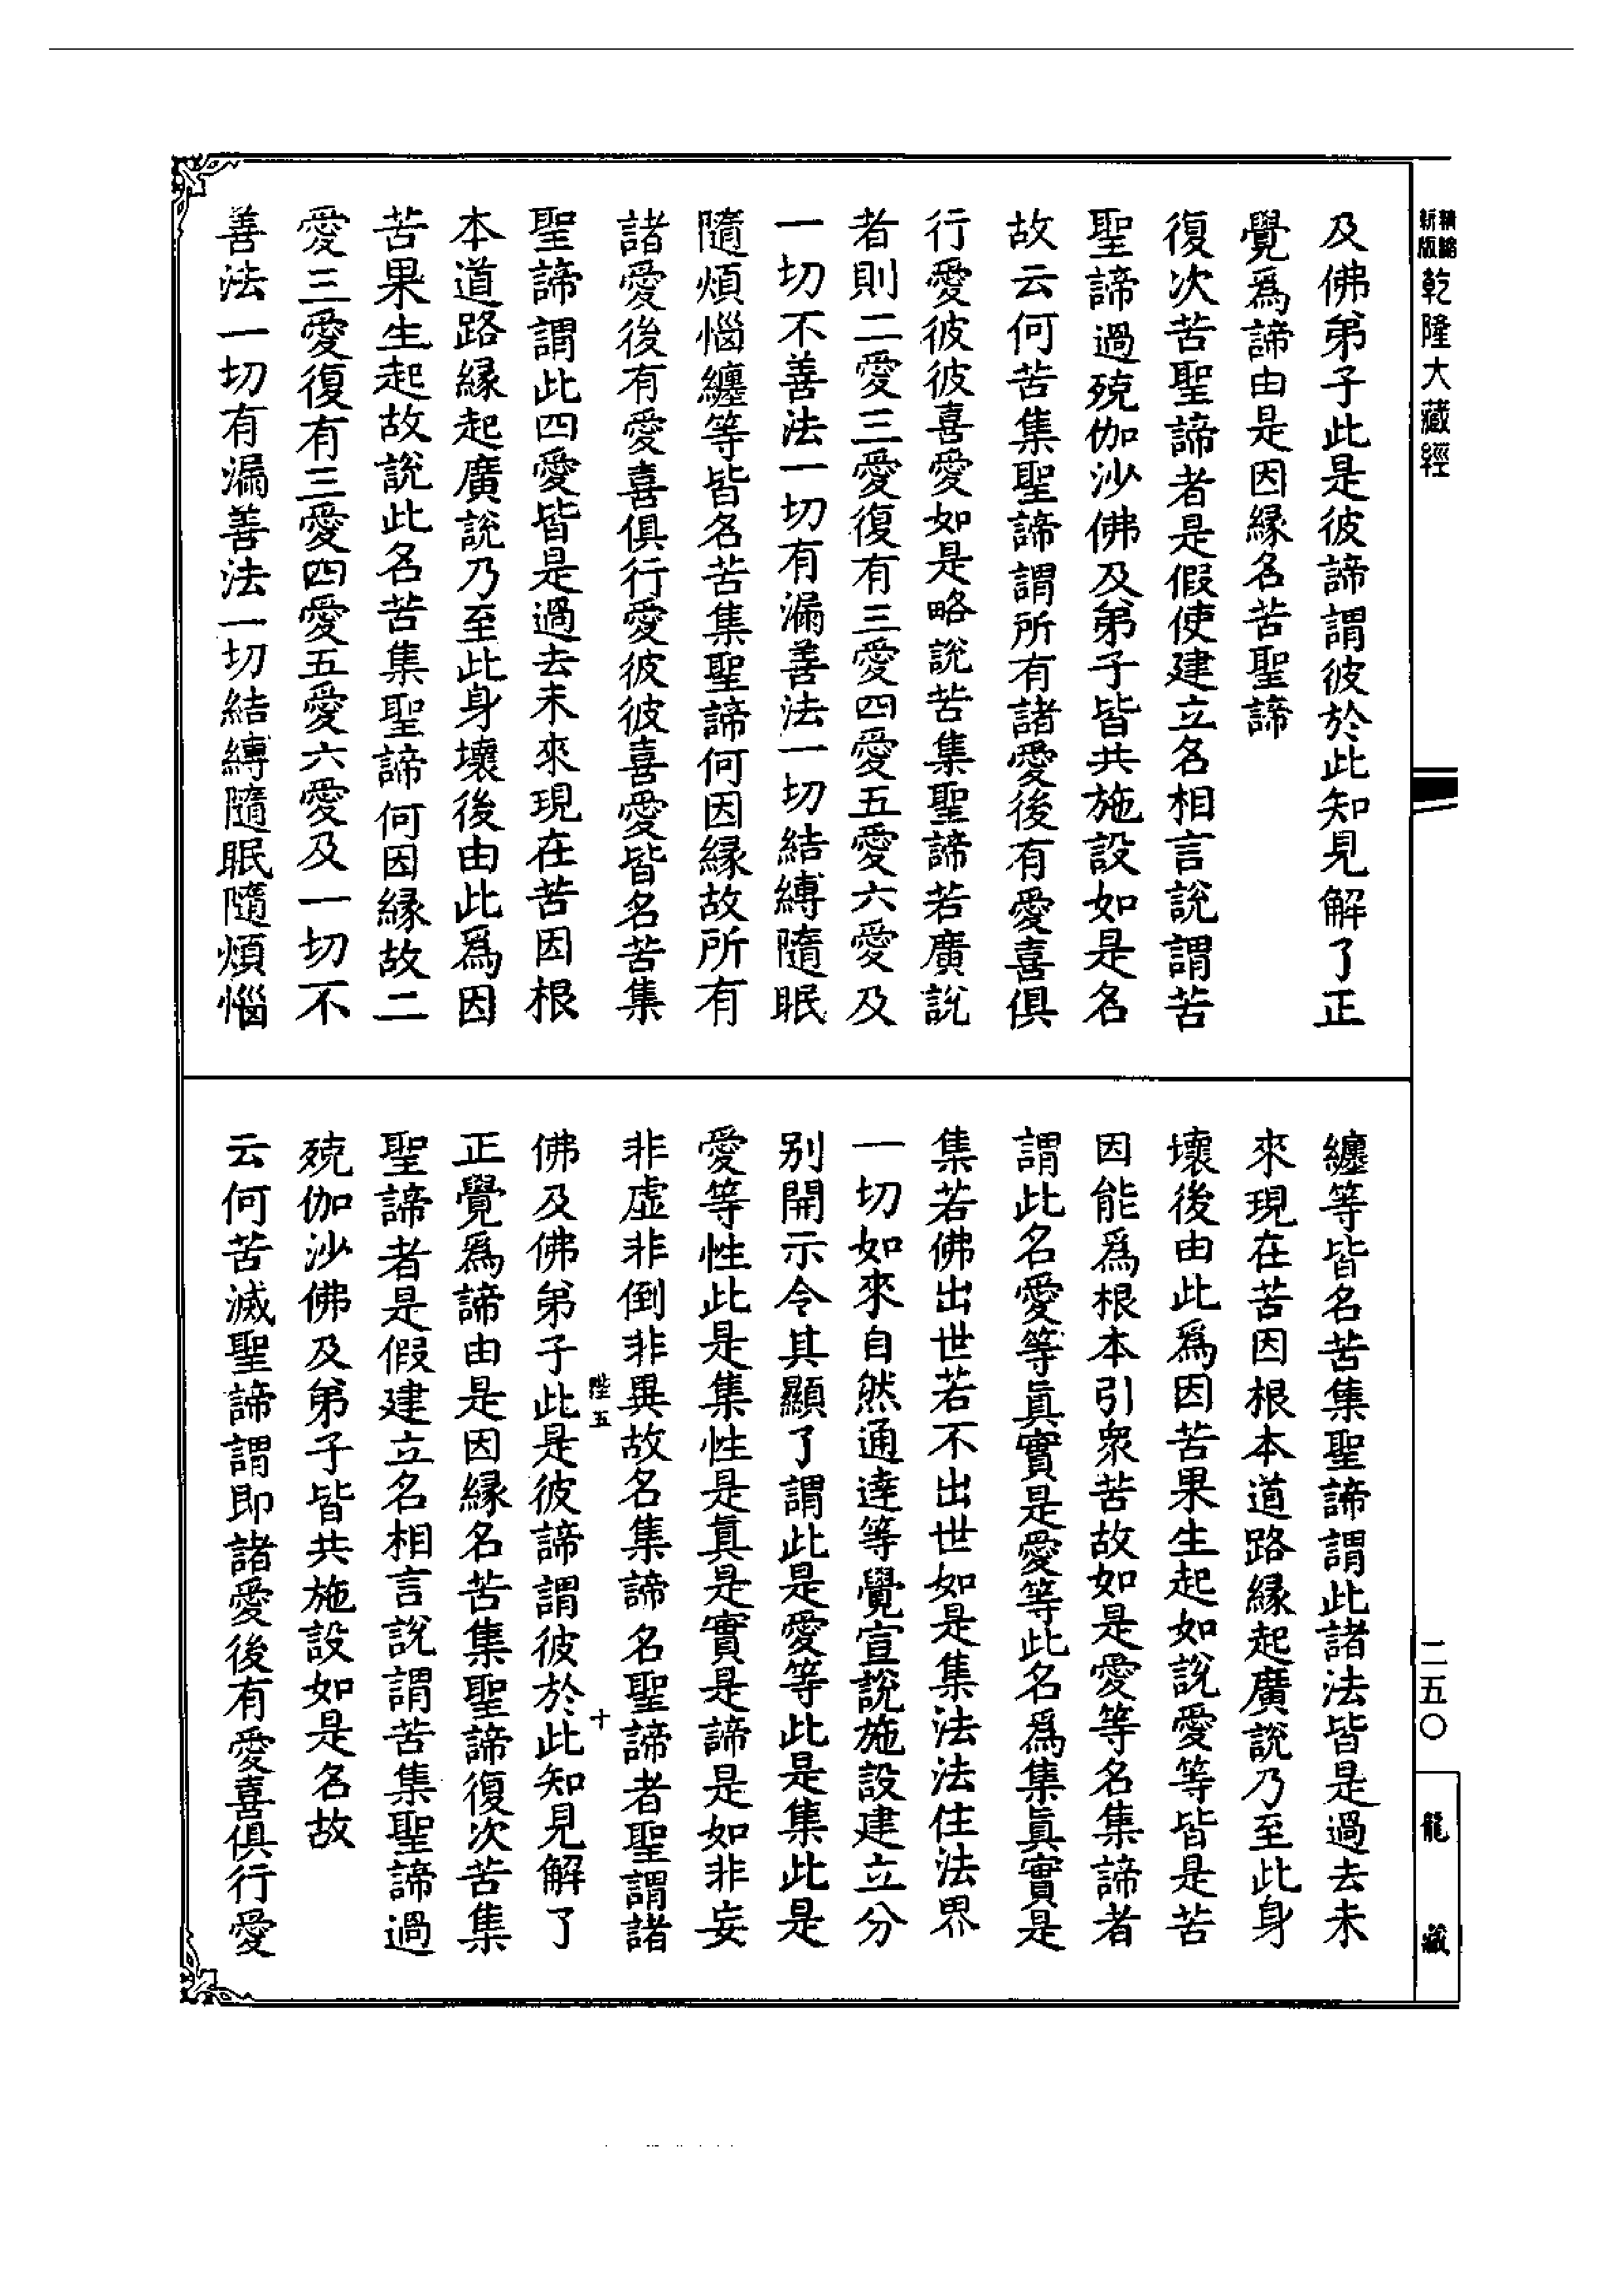 精縮新版乾隆大藏經
及佛弟子此是彼諦謂彼於此知見解了正
覺爲諦由是因緣名苦聖諦
復次苦聖諦者是假使建立名相言說謂苦
聖諦過殑伽沙佛及弟子皆共施設如是名
故云何苦集聖諦謂所有諸愛後有愛喜俱
行愛彼彼喜愛如是略說苦集聖諦若廣說
者則二愛三愛復有三愛四愛五愛六愛及
一切不善法一切有漏善法一切結縛隨眠
隨煩惱纏等皆名苦集聖諦何因緣故所有
諸愛後有愛喜俱行愛彼彼喜愛皆名苦集
聖諦謂此四愛皆是過去未來現在苦因根
本道路緣起廣說乃至此身壞後由此爲因
苦果生起故說此名苦集聖諦何因緣故二
愛三愛復有三愛四愛五愛六愛及一切不
善法一切有漏善法一切結縛隨眠隨煩惱
纏等皆名苦集聖諦謂此諸法皆是過去未
來現在苦因根本道路緣起廣說乃至此身
壞後由此爲因苦果生起如說愛等皆是苦
因能爲根本引衆苦故如是愛等名集諦者
謂此名愛等眞實是愛等此名爲集眞實是
集若佛出世若不出世如是集法法住法界
一切如來自然通達等覺宣說施設建立分
別開示令其顯了謂此是愛等此是集此是
愛等性此是集性是眞是實是諦是如非妄
非虛非倒非異故名集諦名聖諦者聖謂諸
陛五 十
佛及佛弟子此是彼諦謂彼於此知見解了
正覺爲諦由是因緣名苦集聖諦復次苦集
聖諦者是假建立名相言說謂苦集聖諦過
殑伽沙佛及弟子皆共施設如是名故
云何苦滅聖諦謂即諸愛後有愛喜俱行愛
二五〇
龍藏